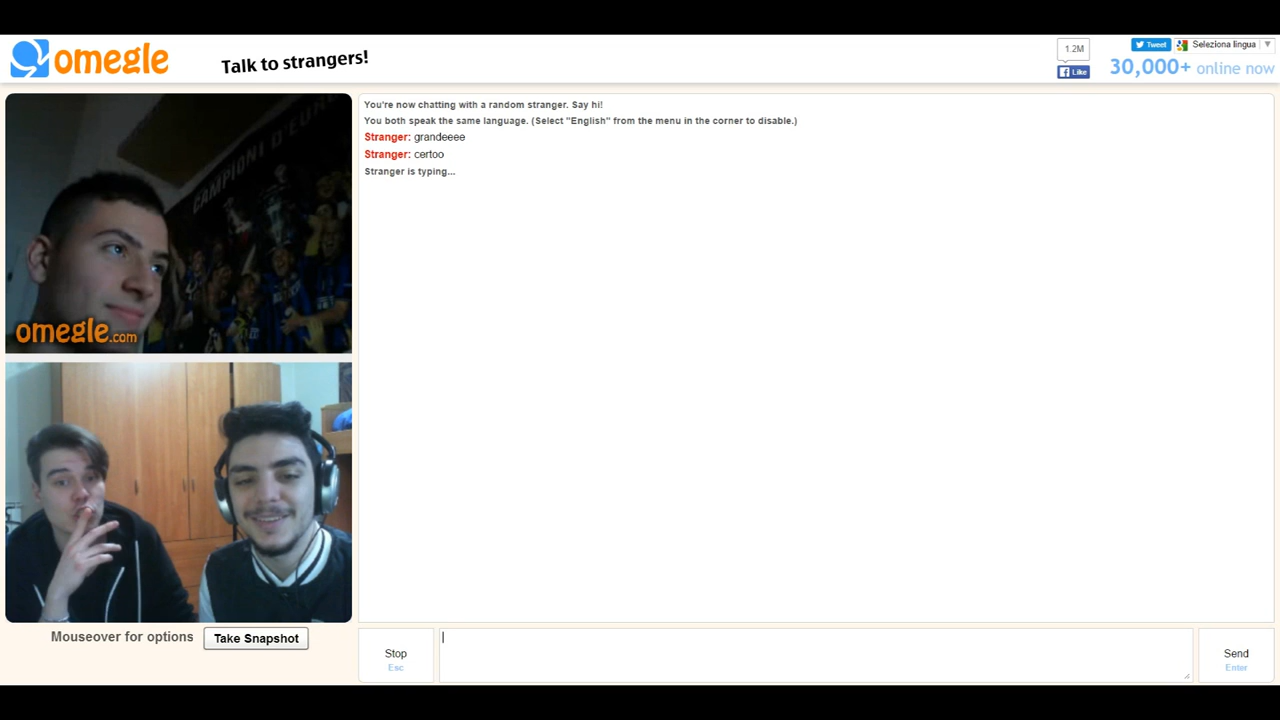 omegle
Talk to strangers!
1.2M
Like
Tweet
Seleziona lingua
30,000+ online now
CAMPIONI D'EUR
omegle.com
You're now chatting with a random stranger. Say hi!
You both speak the same language. (Select "English" from the menu in the corner to disable.)
Stranger: grandeeee
Stranger: certoo
Stranger is typing...
Mouseover for options
Take Snapshot
Stop
Esc
Send
Enter